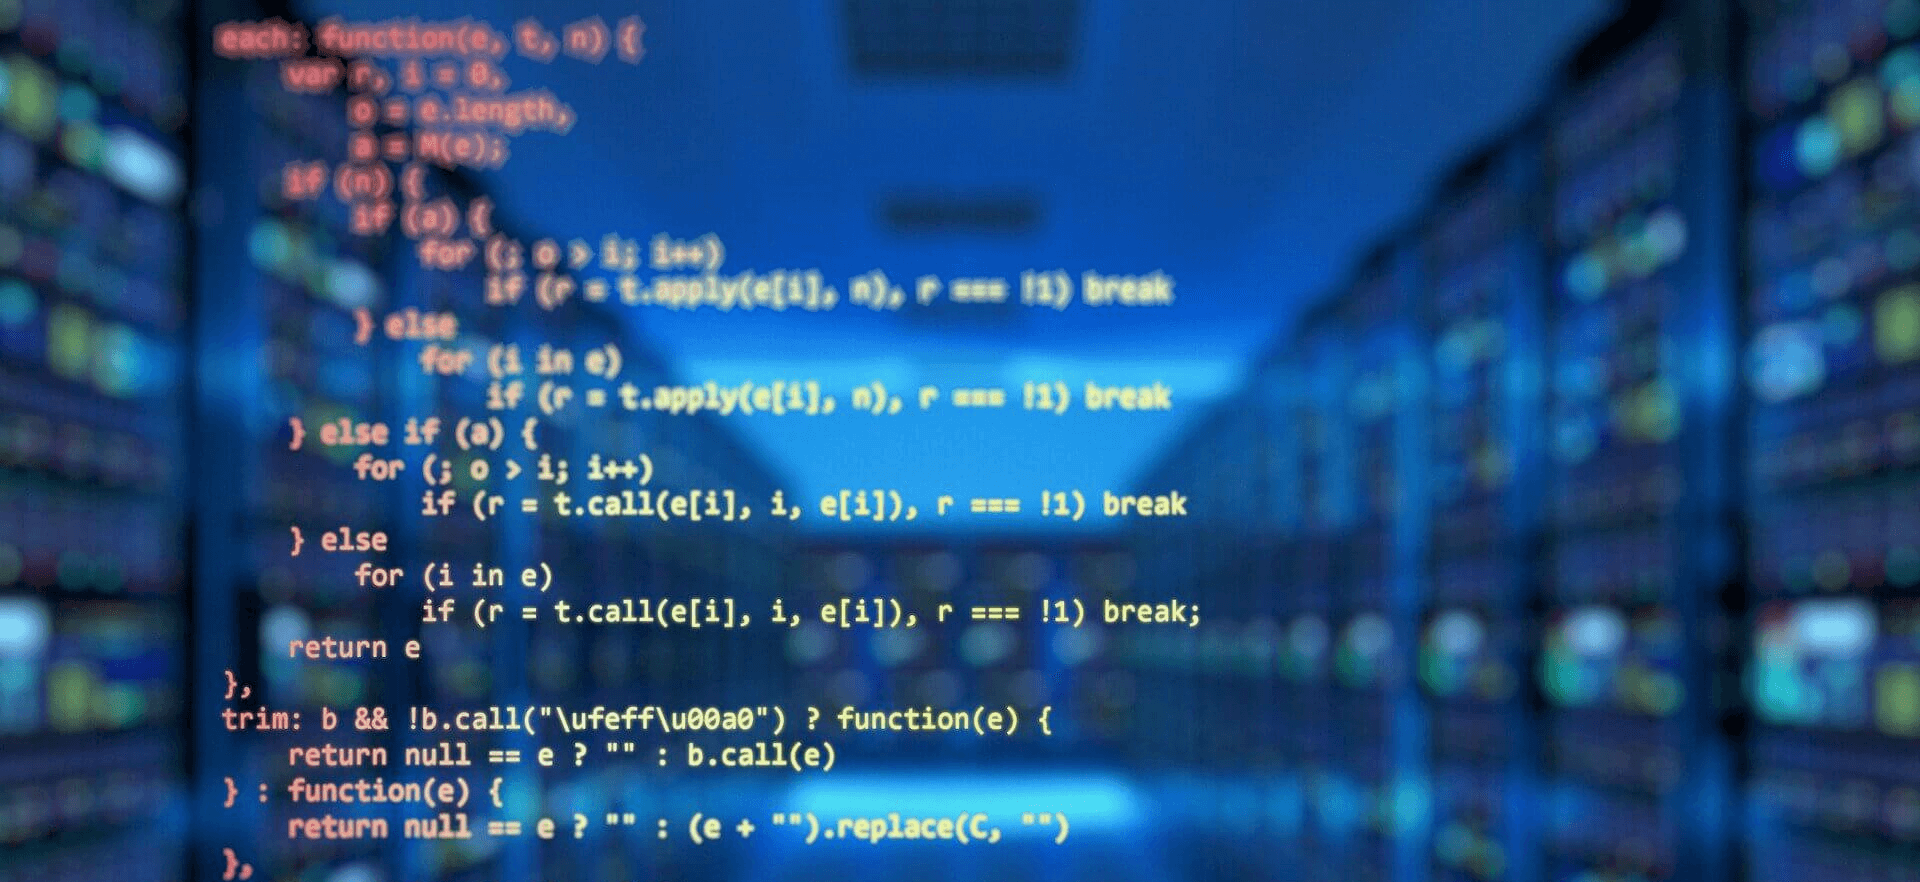 each: function(e, t, n) {
var r, i = 0,
o = e.length,
a = M(e);
if (n) {
if (a) {
for (; o > i; i++)
if (r = t.apply(e[i], n), r === !1) break
} else
for (i in e)
if (r = t.apply(e[i], n), r === !1) break
} else if (a) {
for (; o > i; i++)
if (r = t.call(e[i], i, e[i]), r === !1) break
} else
for (i in e)
if (r = t.call(e[i], i, e[i]), r === !1) break;
return e
},
trim: b && !b.call("\ufeff\u00a0") ? function(e) {
return null == e ? "" : b.call(e)
} : function(e) {
return null == e ? "" : (e + "").replace(C, "")
},